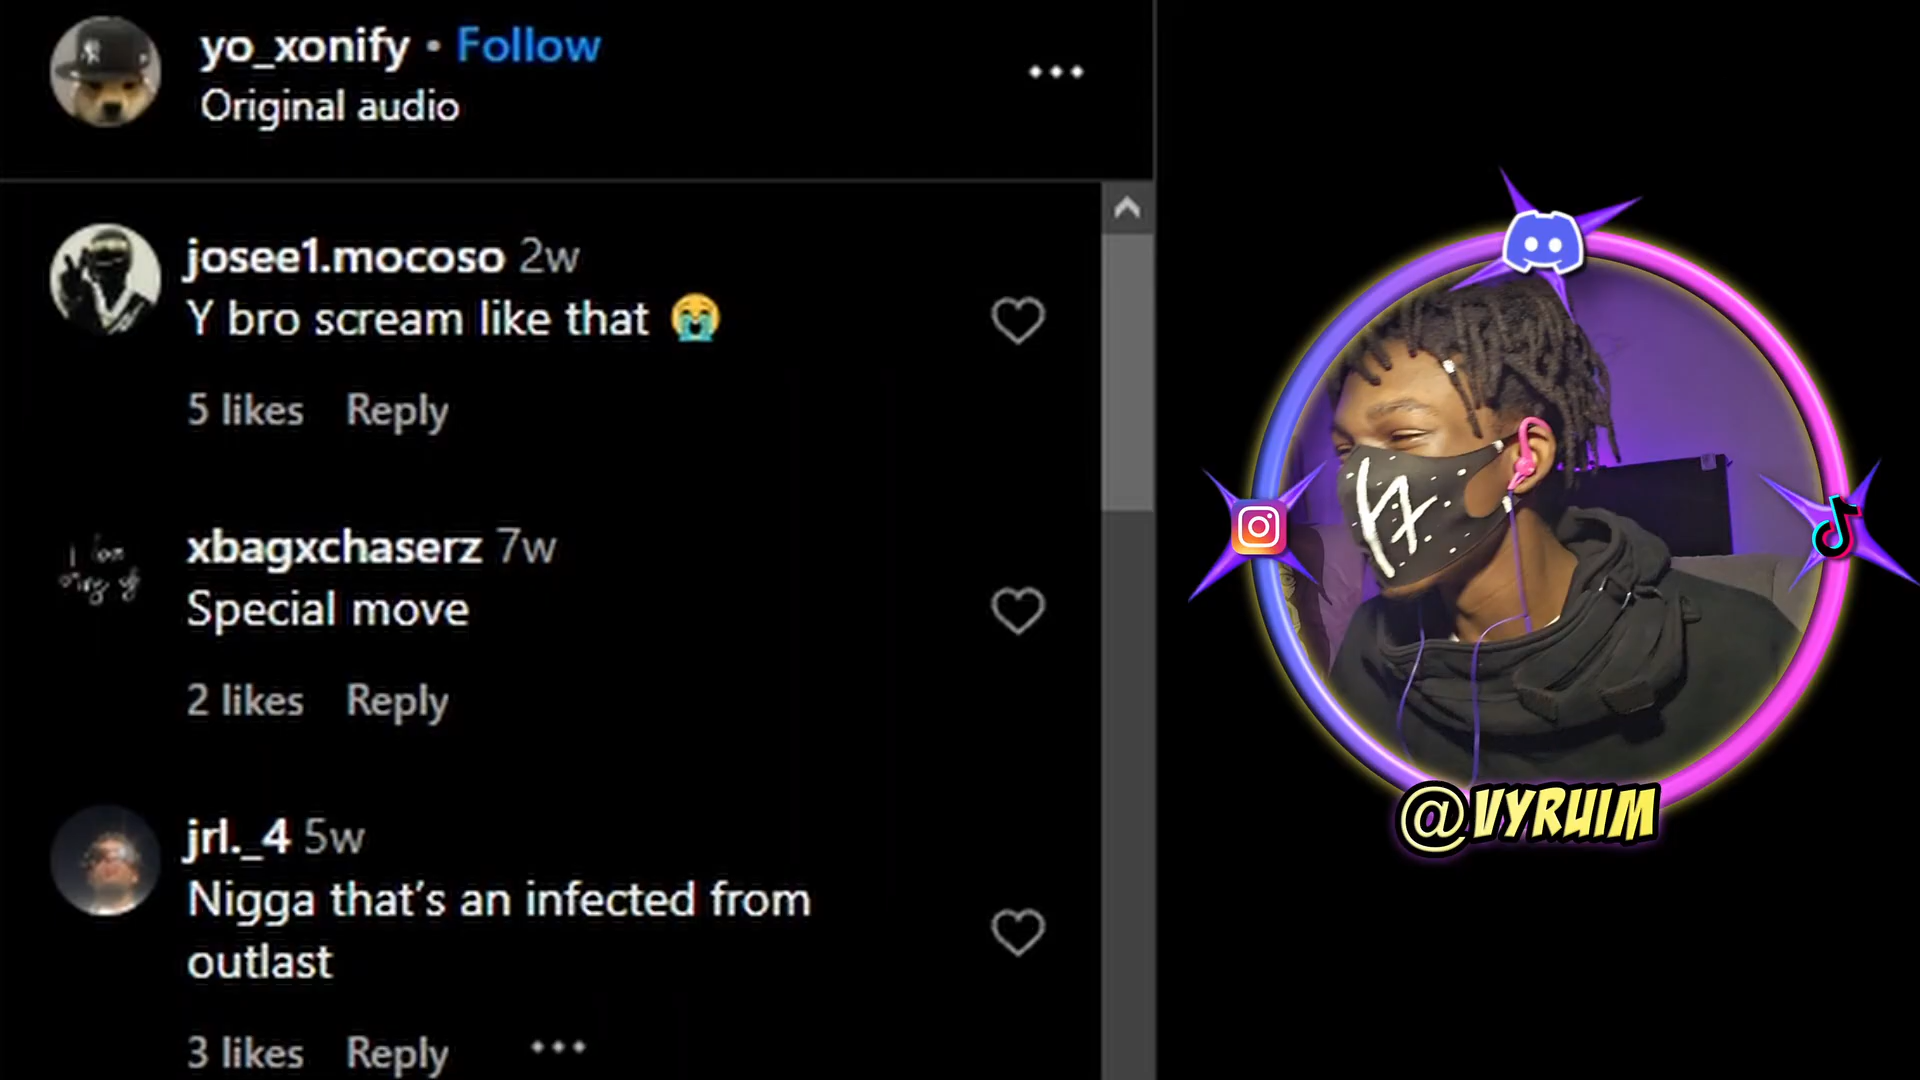 yo_xonify • Follow
Original audio
josee1.mocoso 2w
Y bro scream like that 😭
5 likes Reply
xbagxchaserz 7w
Special move
2 likes Reply
jrl._4 5w
Nigga that's an infected from
outlast
3 likes Reply
@VYRUIM